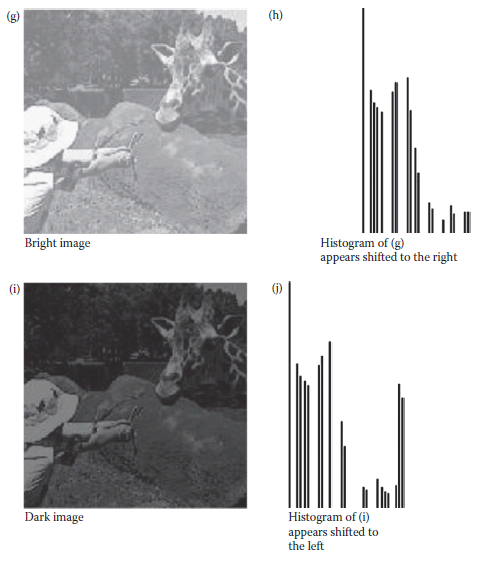 (g)
(h)
Bright image
Histogram of (g)
appears shifted to the right
(i)
(j)
Dark image
Histogram of (i)
appears shifted to
the left